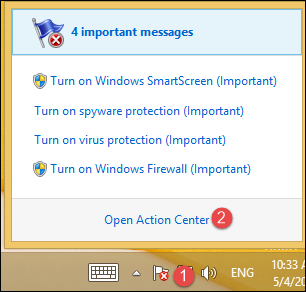 4 important messages
Turn on Windows SmartScreen (Important)
Turn on spyware protection (Important)
Turn on virus protection (Important)
Turn on Windows Firewall (Important)
Open Action Center 2
1 ENG 10:33
5/4/20